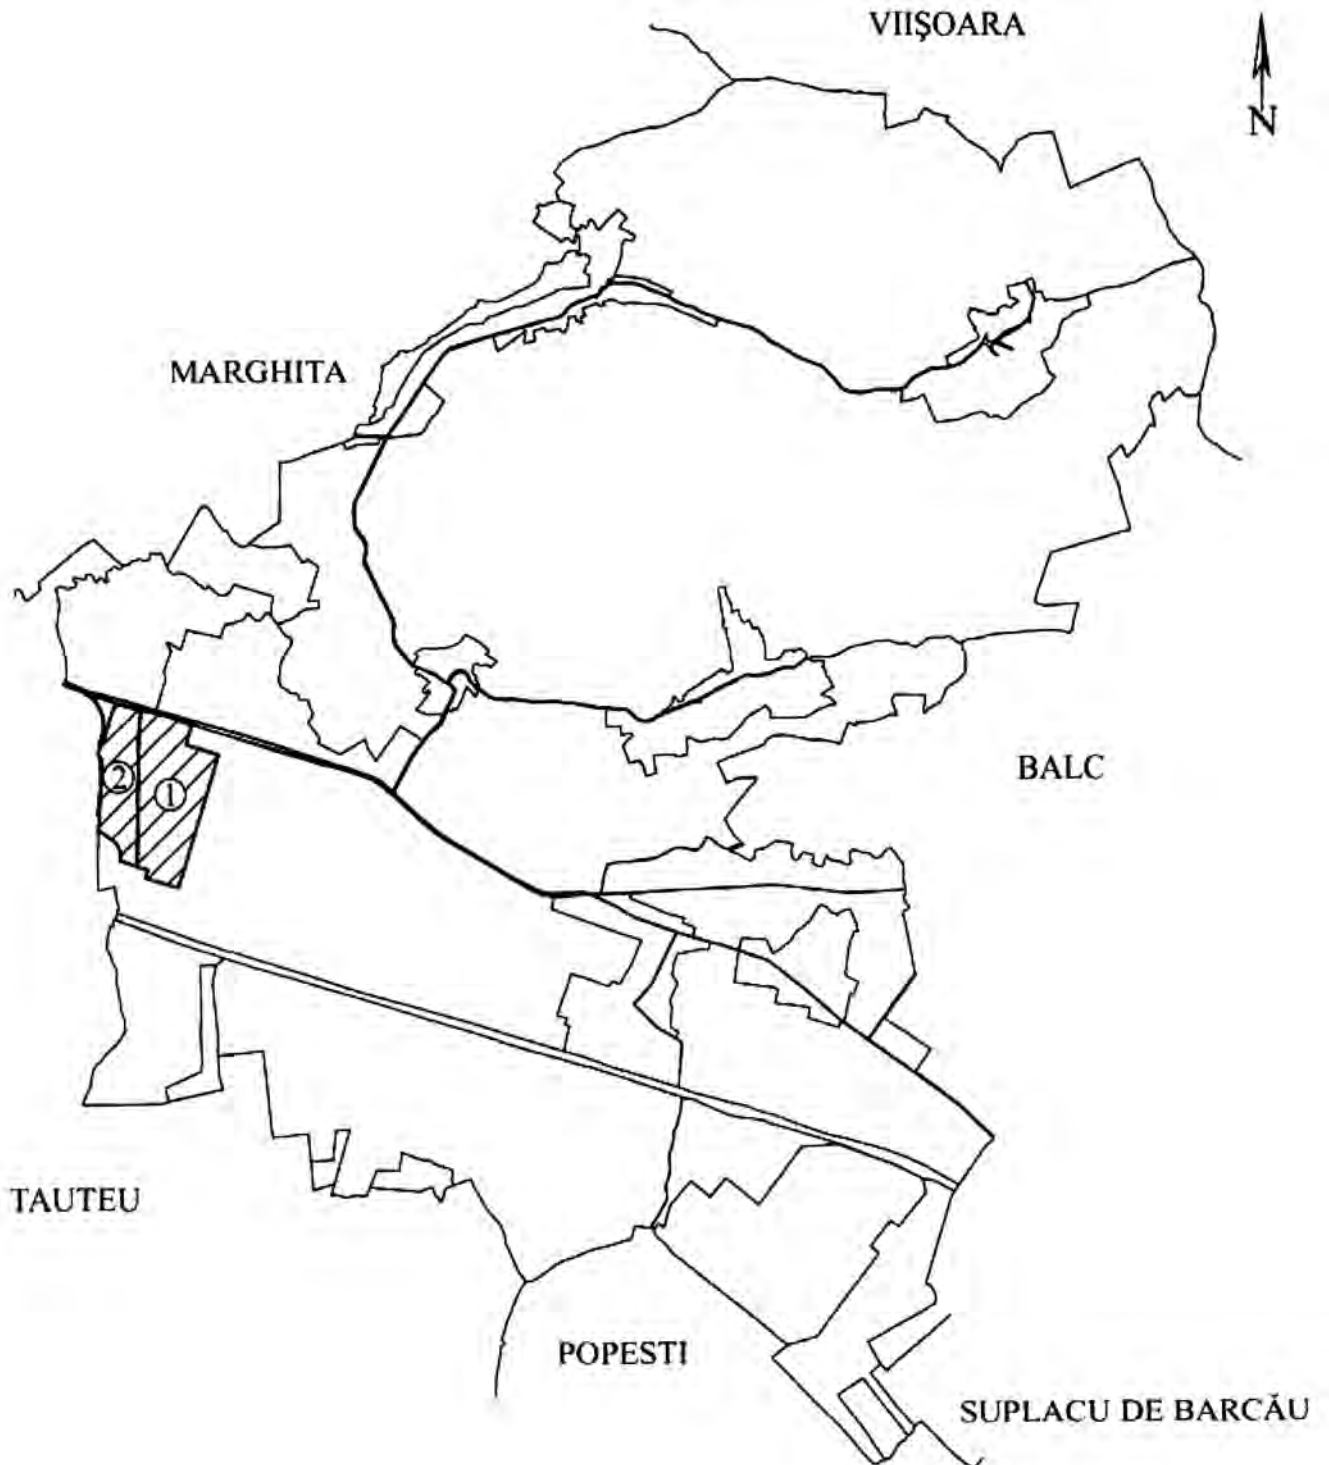 VIIŞOARA
N
MARGHITA
BALC
2
1
TAUTEU
POPESTI
SUPLACU DE BARCĂU